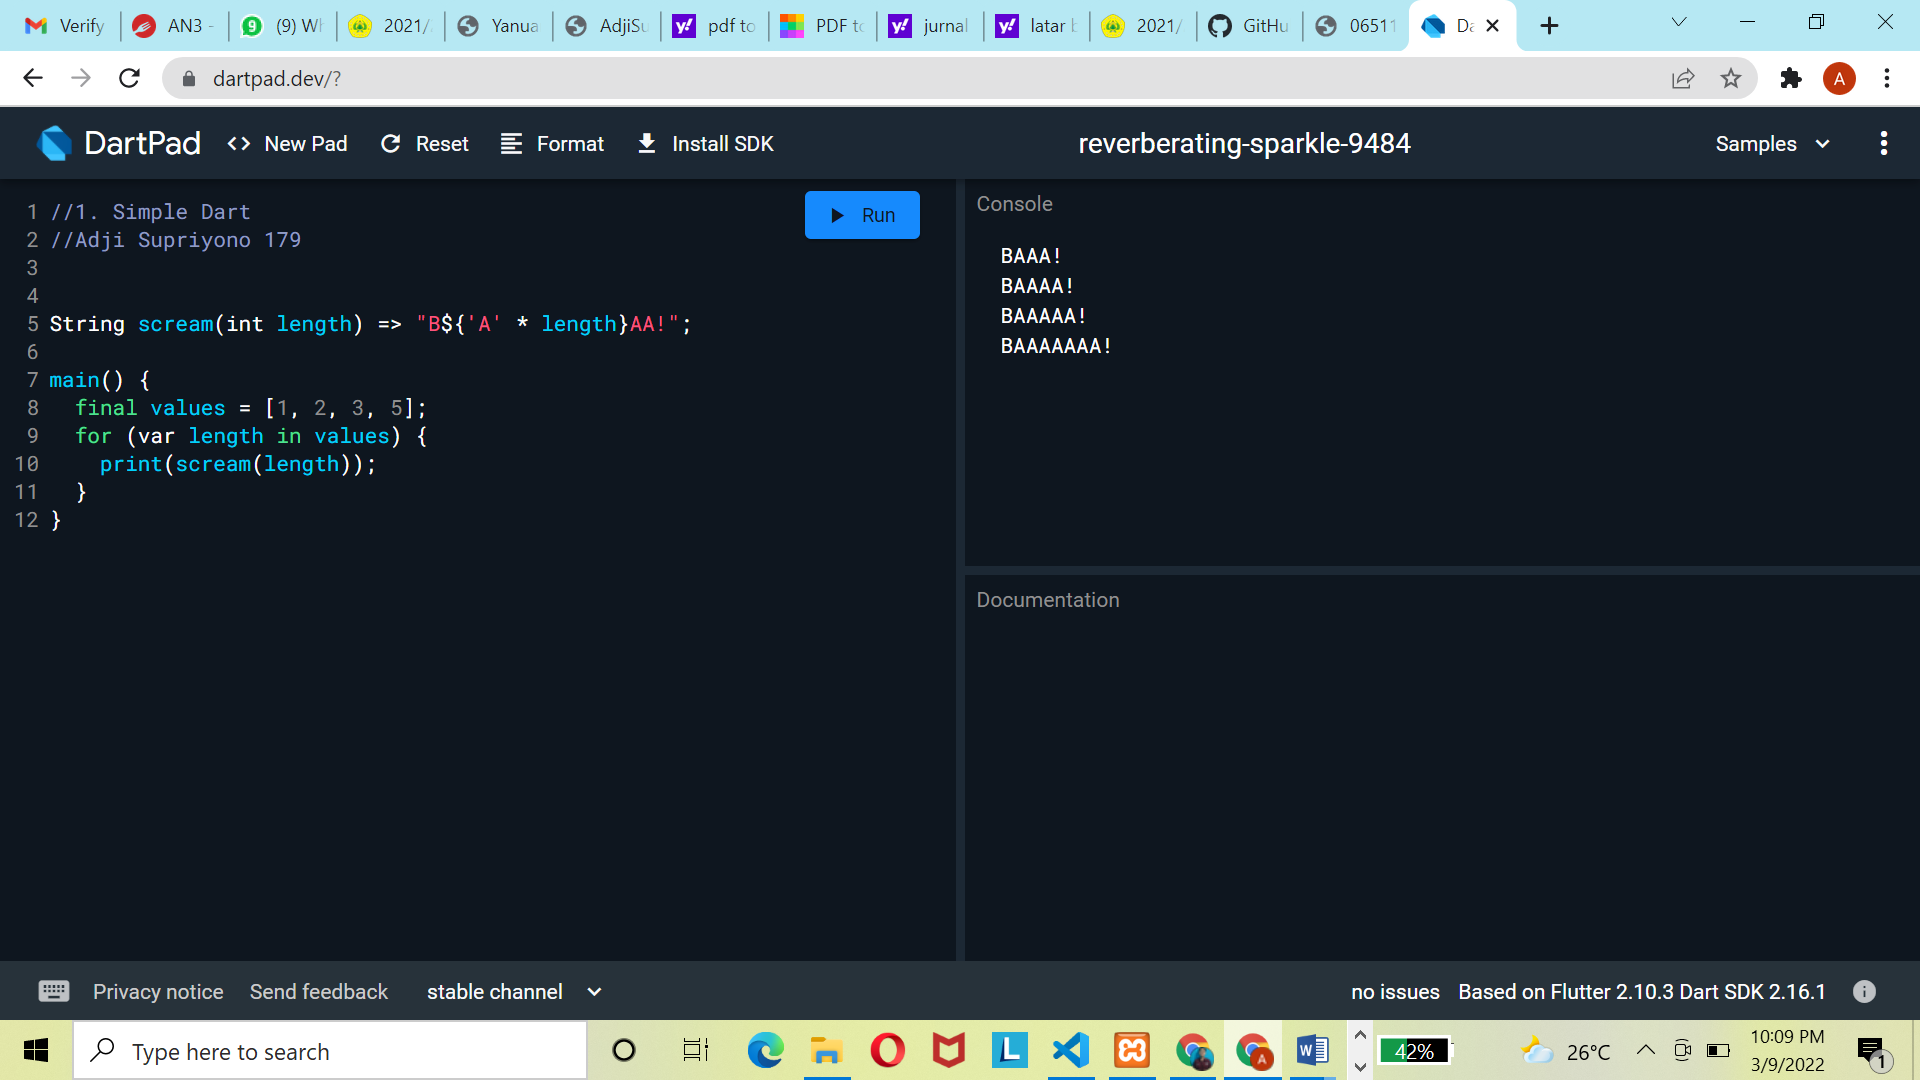 Verify
AN3 -
(9) Wh
2021/
Yanua
AdjiSu
pdf to
PDF to
jurnal
latar b
2021/
GitHu
06511
Da
dartpad.dev/?
A
DartPad
<> New Pad
Reset
Format
Install SDK
reverberating-sparkle-9484
Samples
1 //1. Simple Dart
2 //Adji Supriyono 179
3
4
5 String scream(int length) => "B${'A' * length}AA!";
6
7 main() {
8 final values = [1, 2, 3, 5];
9 for (var length in values) {
10 print(scream(length));
11 }
12 }
Run
Console
BAAA!
BAAAA!
BAAAAA!
BAAAAAAA!
Documentation
Privacy notice
Send feedback
stable channel
no issues
Based on Flutter 2.10.3 Dart SDK 2.16.1
Type here to search
42%
26°C
10:09 PM
3/9/2022
1